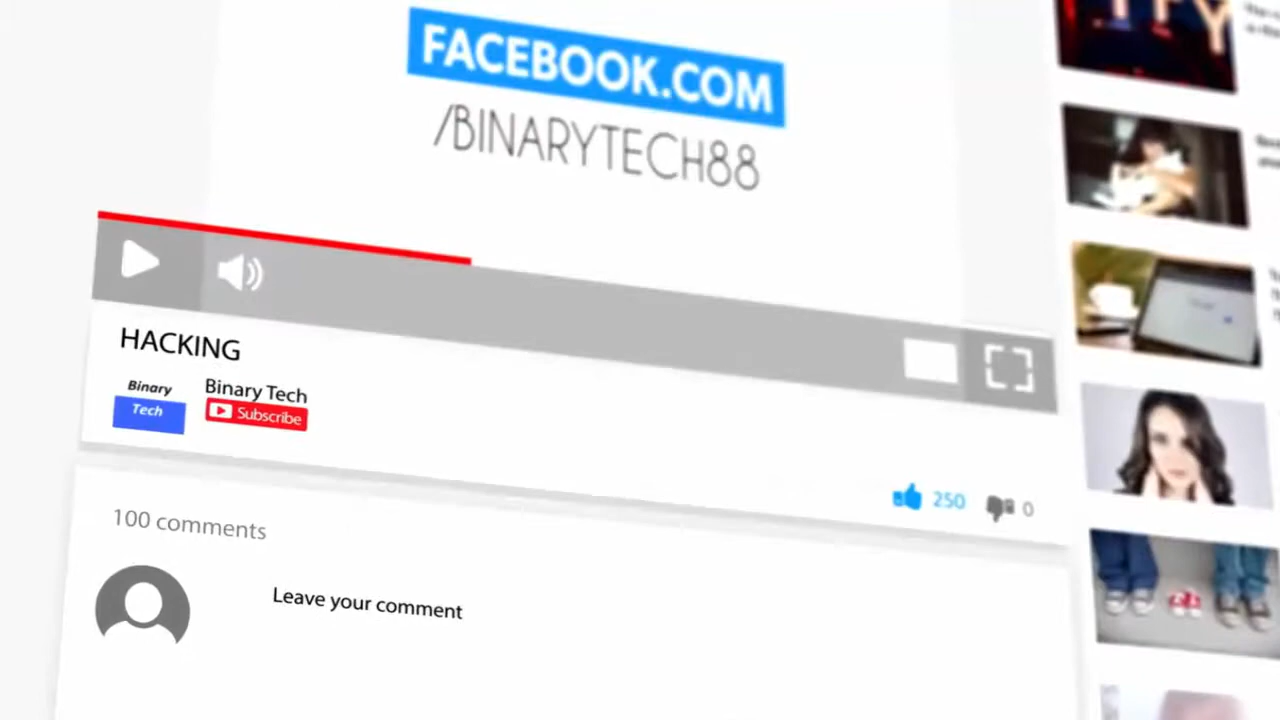 FACEBOOK.COM
/BINARYTECH88
HACKING
Binary
Tech
Binary Tech
Subscribe
250
0
100 comments
Leave your comment